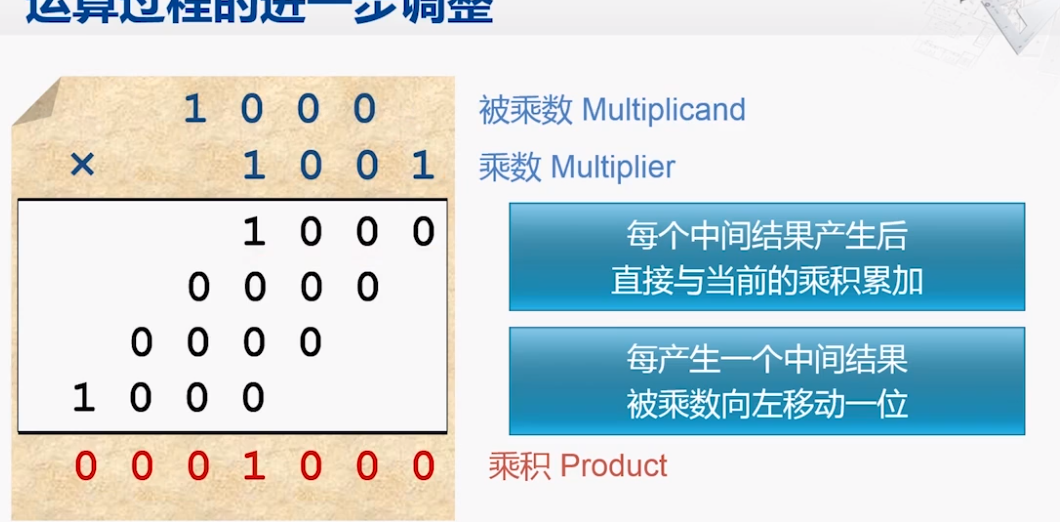 运算过程的进一步调整
1 0 0 0
被乘数 Multiplicand
× 1 0 0 1
乘数 Multiplier
1 0 0 0
0 0 0 0
0 0 0 0
1 0 0 0
每个中间结果产生后
直接与当前的乘积累加
每产生一个中间结果
被乘数向左移动一位
0 0 0 1 0 0 0
乘积 Product